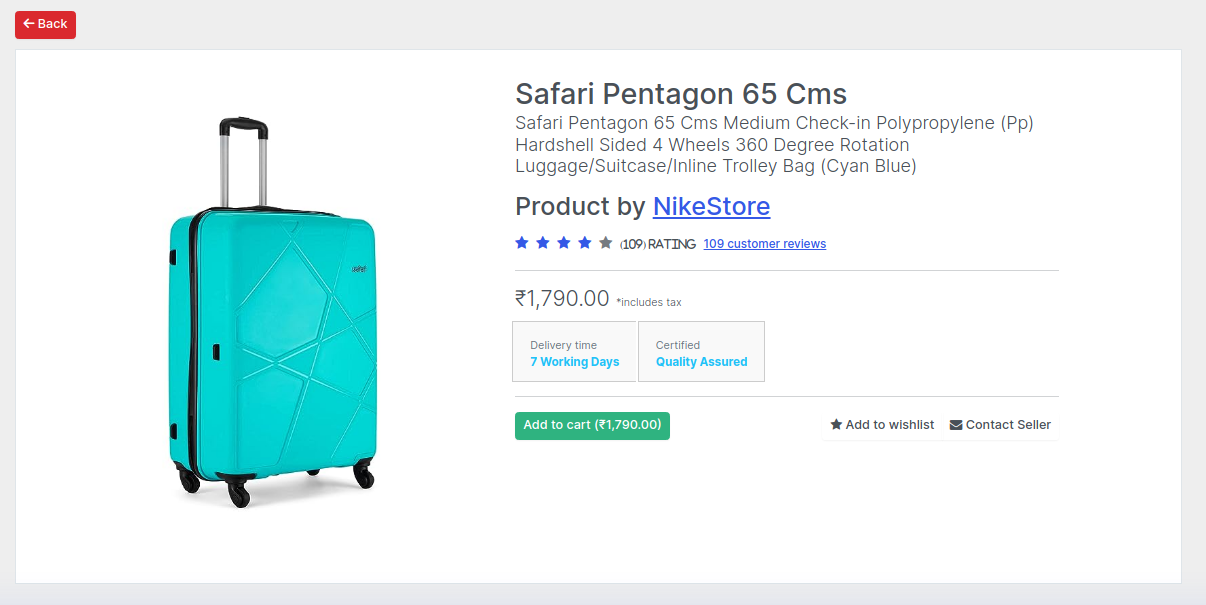 Back
Safari Pentagon 65 Cms
Safari Pentagon 65 Cms Medium Check-in Polypropylene (Pp)
Hardshell Sided 4 Wheels 360 Degree Rotation
Luggage/Suitcase/Inline Trolley Bag (Cyan Blue)
Product by NikeStore
(109) RATING 109 customer reviews
₹1,790.00 *includes tax
Delivery time
7 Working Days
Certified
Quality Assured
Add to cart (₹1,790.00)
Add to wishlist
Contact Seller